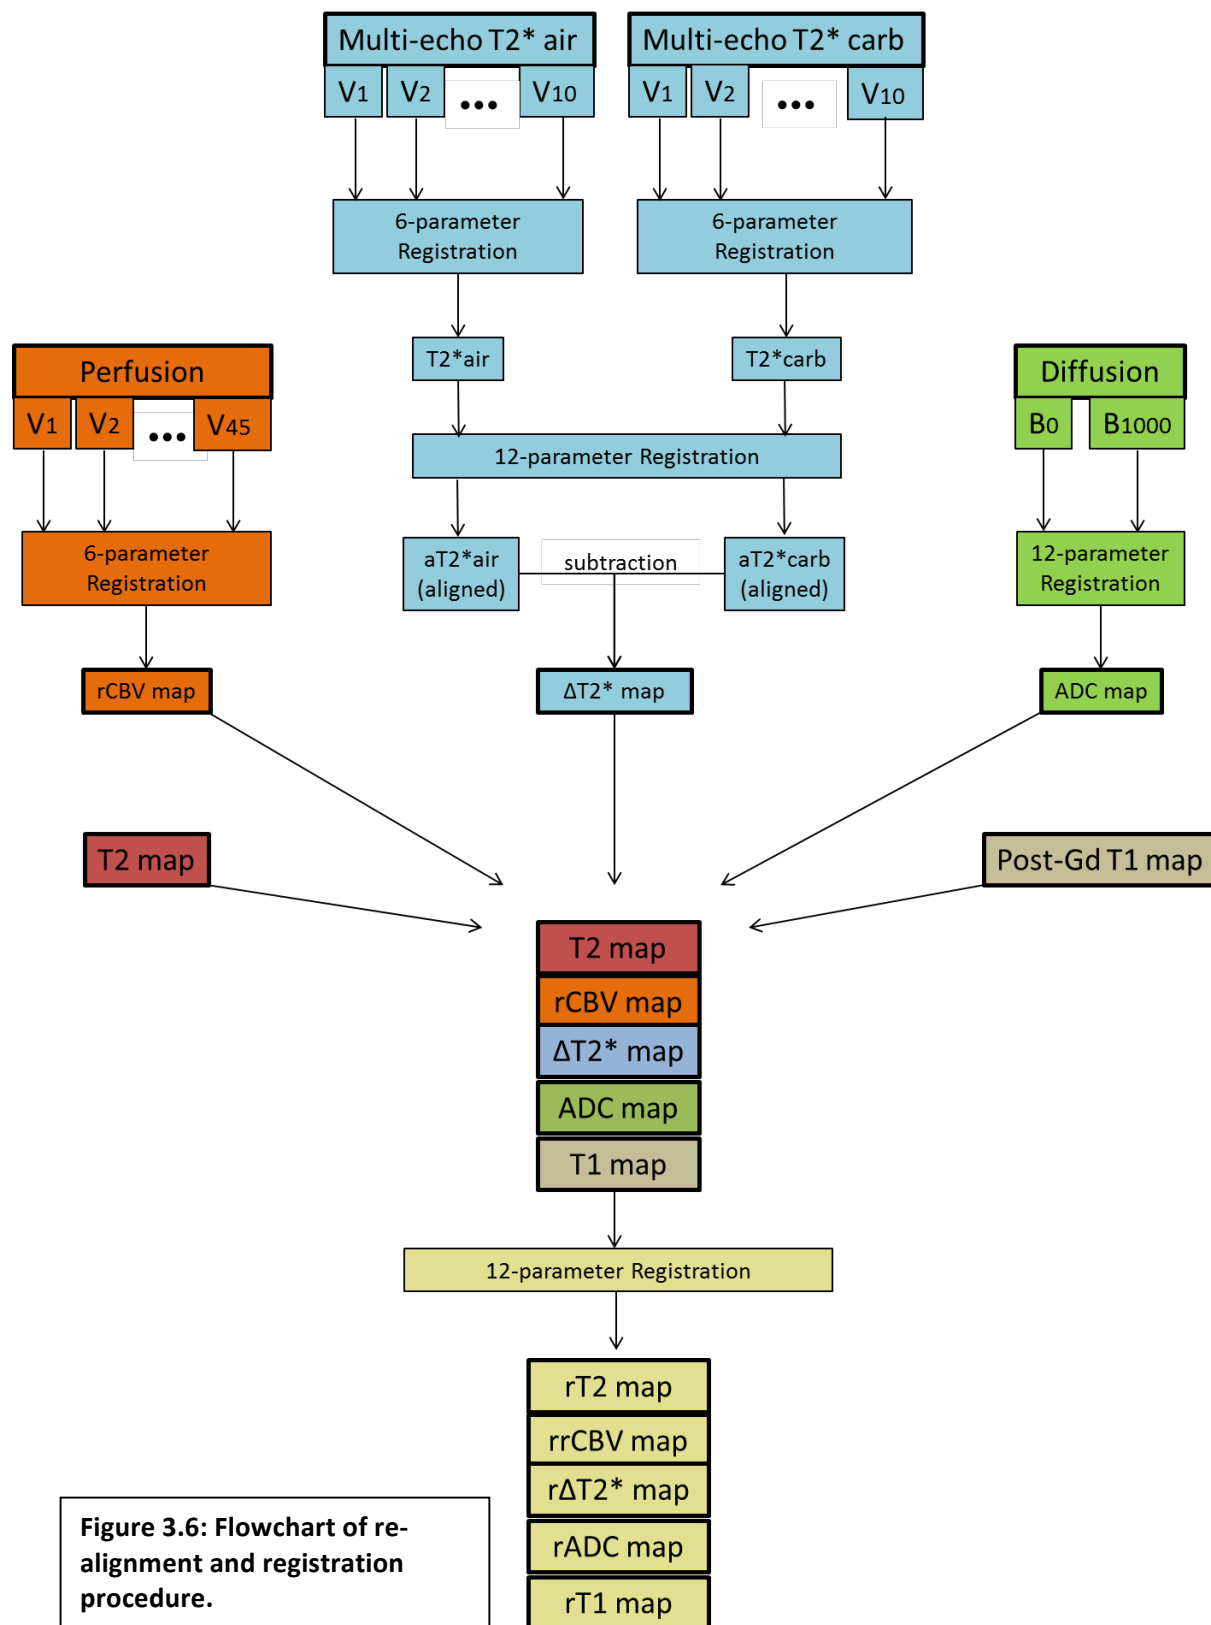 Multi-echo T2* air
Multi-echo T2* carb
V1
V2
•••
V10
V1
V2
•••
V10
6-parameter
Registration
6-parameter
Registration
T2*air
T2*carb
Perfusion
V1
V2
•••
V45
Diffusion
B0
B1000
12-parameter Registration
6-parameter
Registration
aT2*air
(aligned)
subtraction
aT2*carb
(aligned)
12-parameter
Registration
rCBV map
ΔT2* map
ADC map
T2 map
Post-Gd T1 map
T2 map
rCBV map
ΔT2* map
ADC map
T1 map
12-parameter Registration
rT2 map
rrCBV map
rΔT2* map
rADC map
rT1 map
Figure 3.6: Flowchart of re-
alignment and registration
procedure.